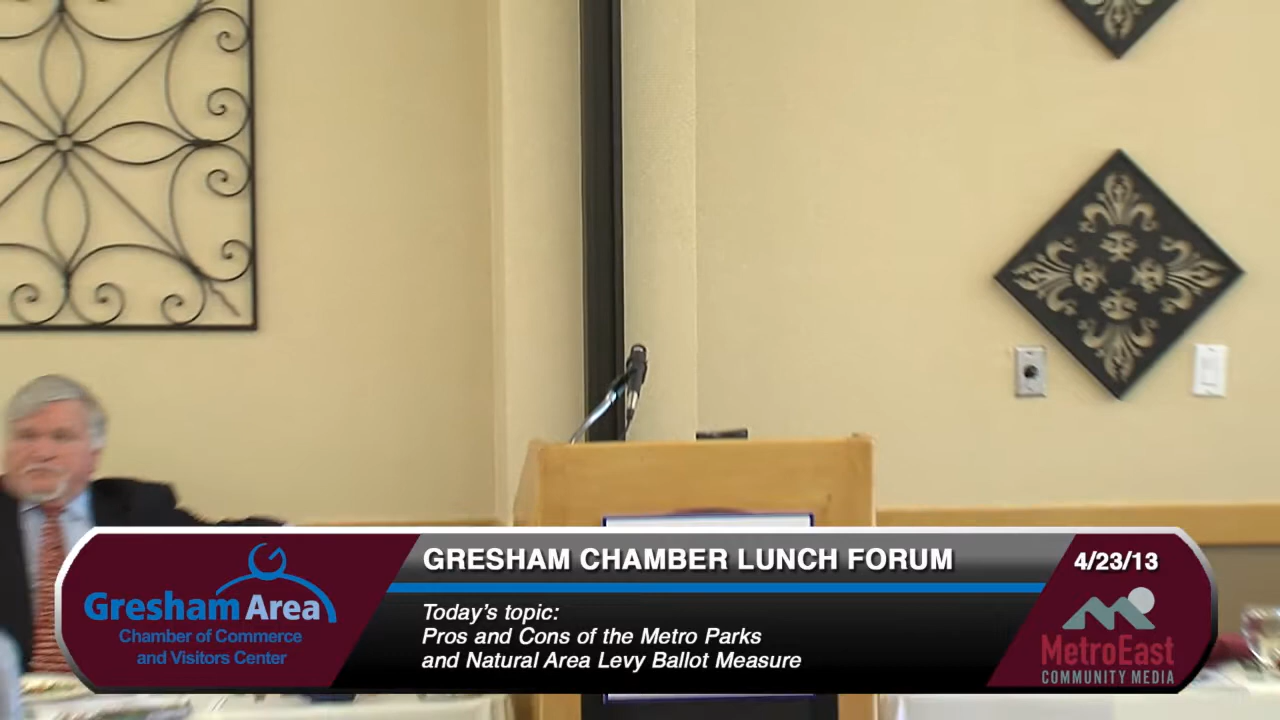 GRESHAM CHAMBER LUNCH FORUM
4/23/13
Gresham Area
Chamber of Commerce
and Visitors Center
Today's topic:
Pros and Cons of the Metro Parks
and Natural Area Levy Ballot Measure
MetroEast
COMMUNITY MEDIA